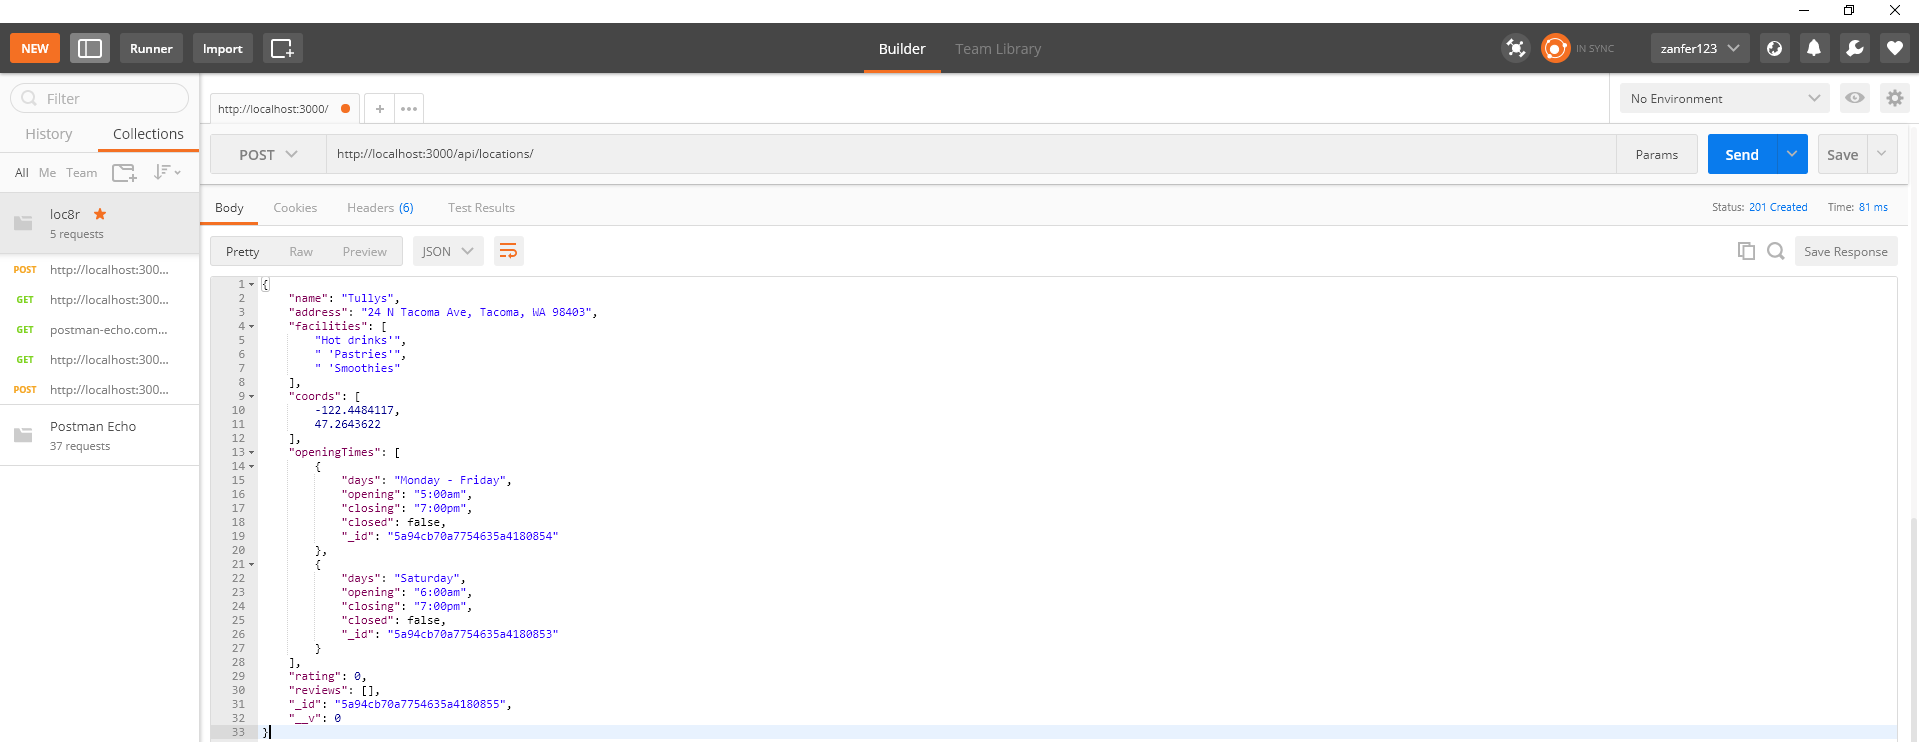 NEW Runner Import Builder Team Library IN SYNC zanfer123
Filter
History Collections
All Me Team
loc8r
5 requests
POST http://localhost:300...
GET http://localhost:300...
GET postman-echo.com...
GET http://localhost:300...
POST http://localhost:300...
Postman Echo
37 requests
http://localhost:3000/ + ••• No Environment
POST http://localhost:3000/api/locations/ Params Send Save
Body Cookies Headers (6) Test Results Status: 201 Created Time: 81 ms
Pretty Raw Preview JSON Save Response
1 {
2 "name": "Tullys",
3 "address": "24 N Tacoma Ave, Tacoma, WA 98403",
4 "facilities": [
5 "Hot drinks'",
6 " 'Pastries'",
7 " 'Smoothies"
8 ],
9 "coords": [
10 -122.4484117,
11 47.2643622
12 ],
13 "openingTimes": [
14 {
15 "days": "Monday - Friday",
16 "opening": "5:00am",
17 "closing": "7:00pm",
18 "closed": false,
19 "_id": "5a94cb70a7754635a4180854"
20 },
21 {
22 "days": "Saturday",
23 "opening": "6:00am",
24 "closing": "7:00pm",
25 "closed": false,
26 "_id": "5a94cb70a7754635a4180853"
27 }
28 ],
29 "rating": 0,
30 "reviews": [],
31 "_id": "5a94cb70a7754635a4180855",
32 "__v": 0
33 }